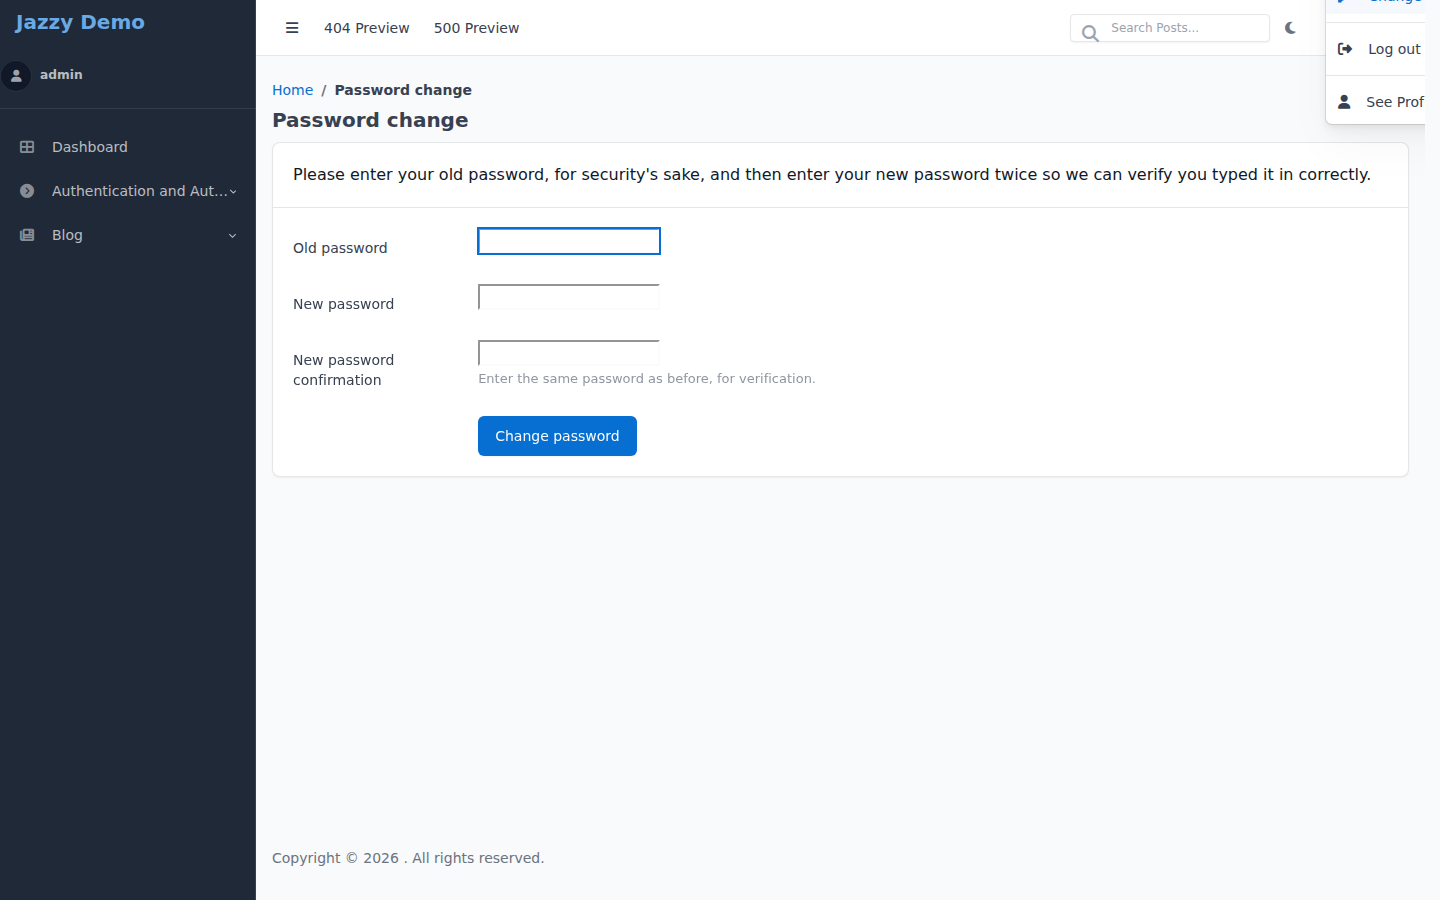 Jazzy Demo
admin
Dashboard
Authentication and Aut...
Blog
404 Preview
500 Preview
Search Posts...
Log out
See Prof
Home / Password change
Password change
Please enter your old password, for security's sake, and then enter your new password twice so we can verify you typed it in correctly.
Old password
New password
New password
confirmation
Enter the same password as before, for verification.
Change password
Copyright © 2026 . All rights reserved.